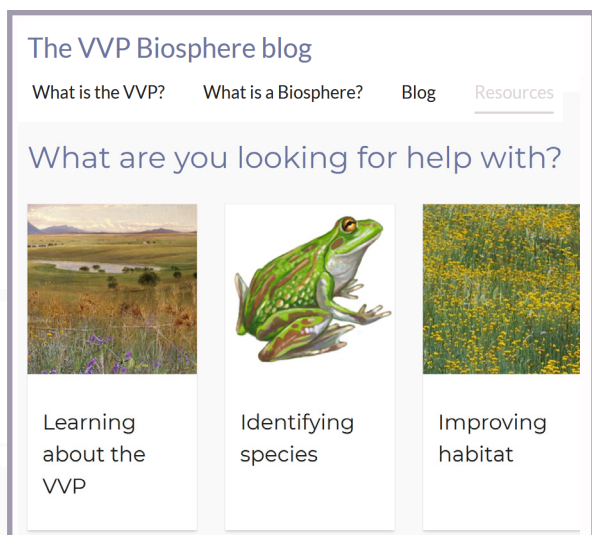 The VVP Biosphere blog
What is the VVP? What is a Biosphere? Blog Resources
What are you looking for help with?
Learning
about the
VVP
Identifying
species
Improving
habitat